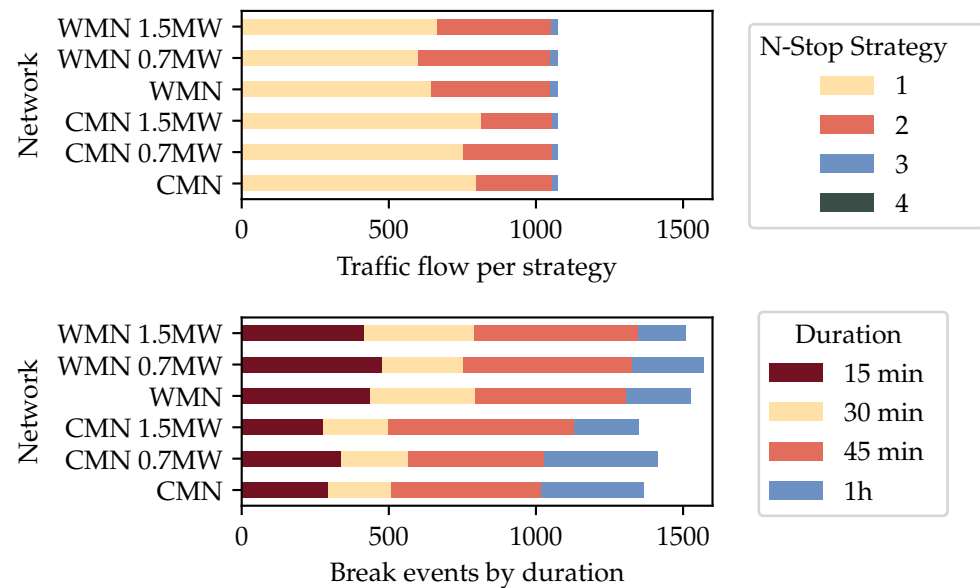 Network
WMN 1.5MW
WMN 0.7MW
WMN
CMN 1.5MW
CMN 0.7MW
CMN
0 500 1000 1500
Traffic flow per strategy
N-Stop Strategy
1
2
3
4
Network
WMN 1.5MW
WMN 0.7MW
WMN
CMN 1.5MW
CMN 0.7MW
CMN
0 500 1000 1500
Break events by duration
Duration
15 min
30 min
45 min
1h